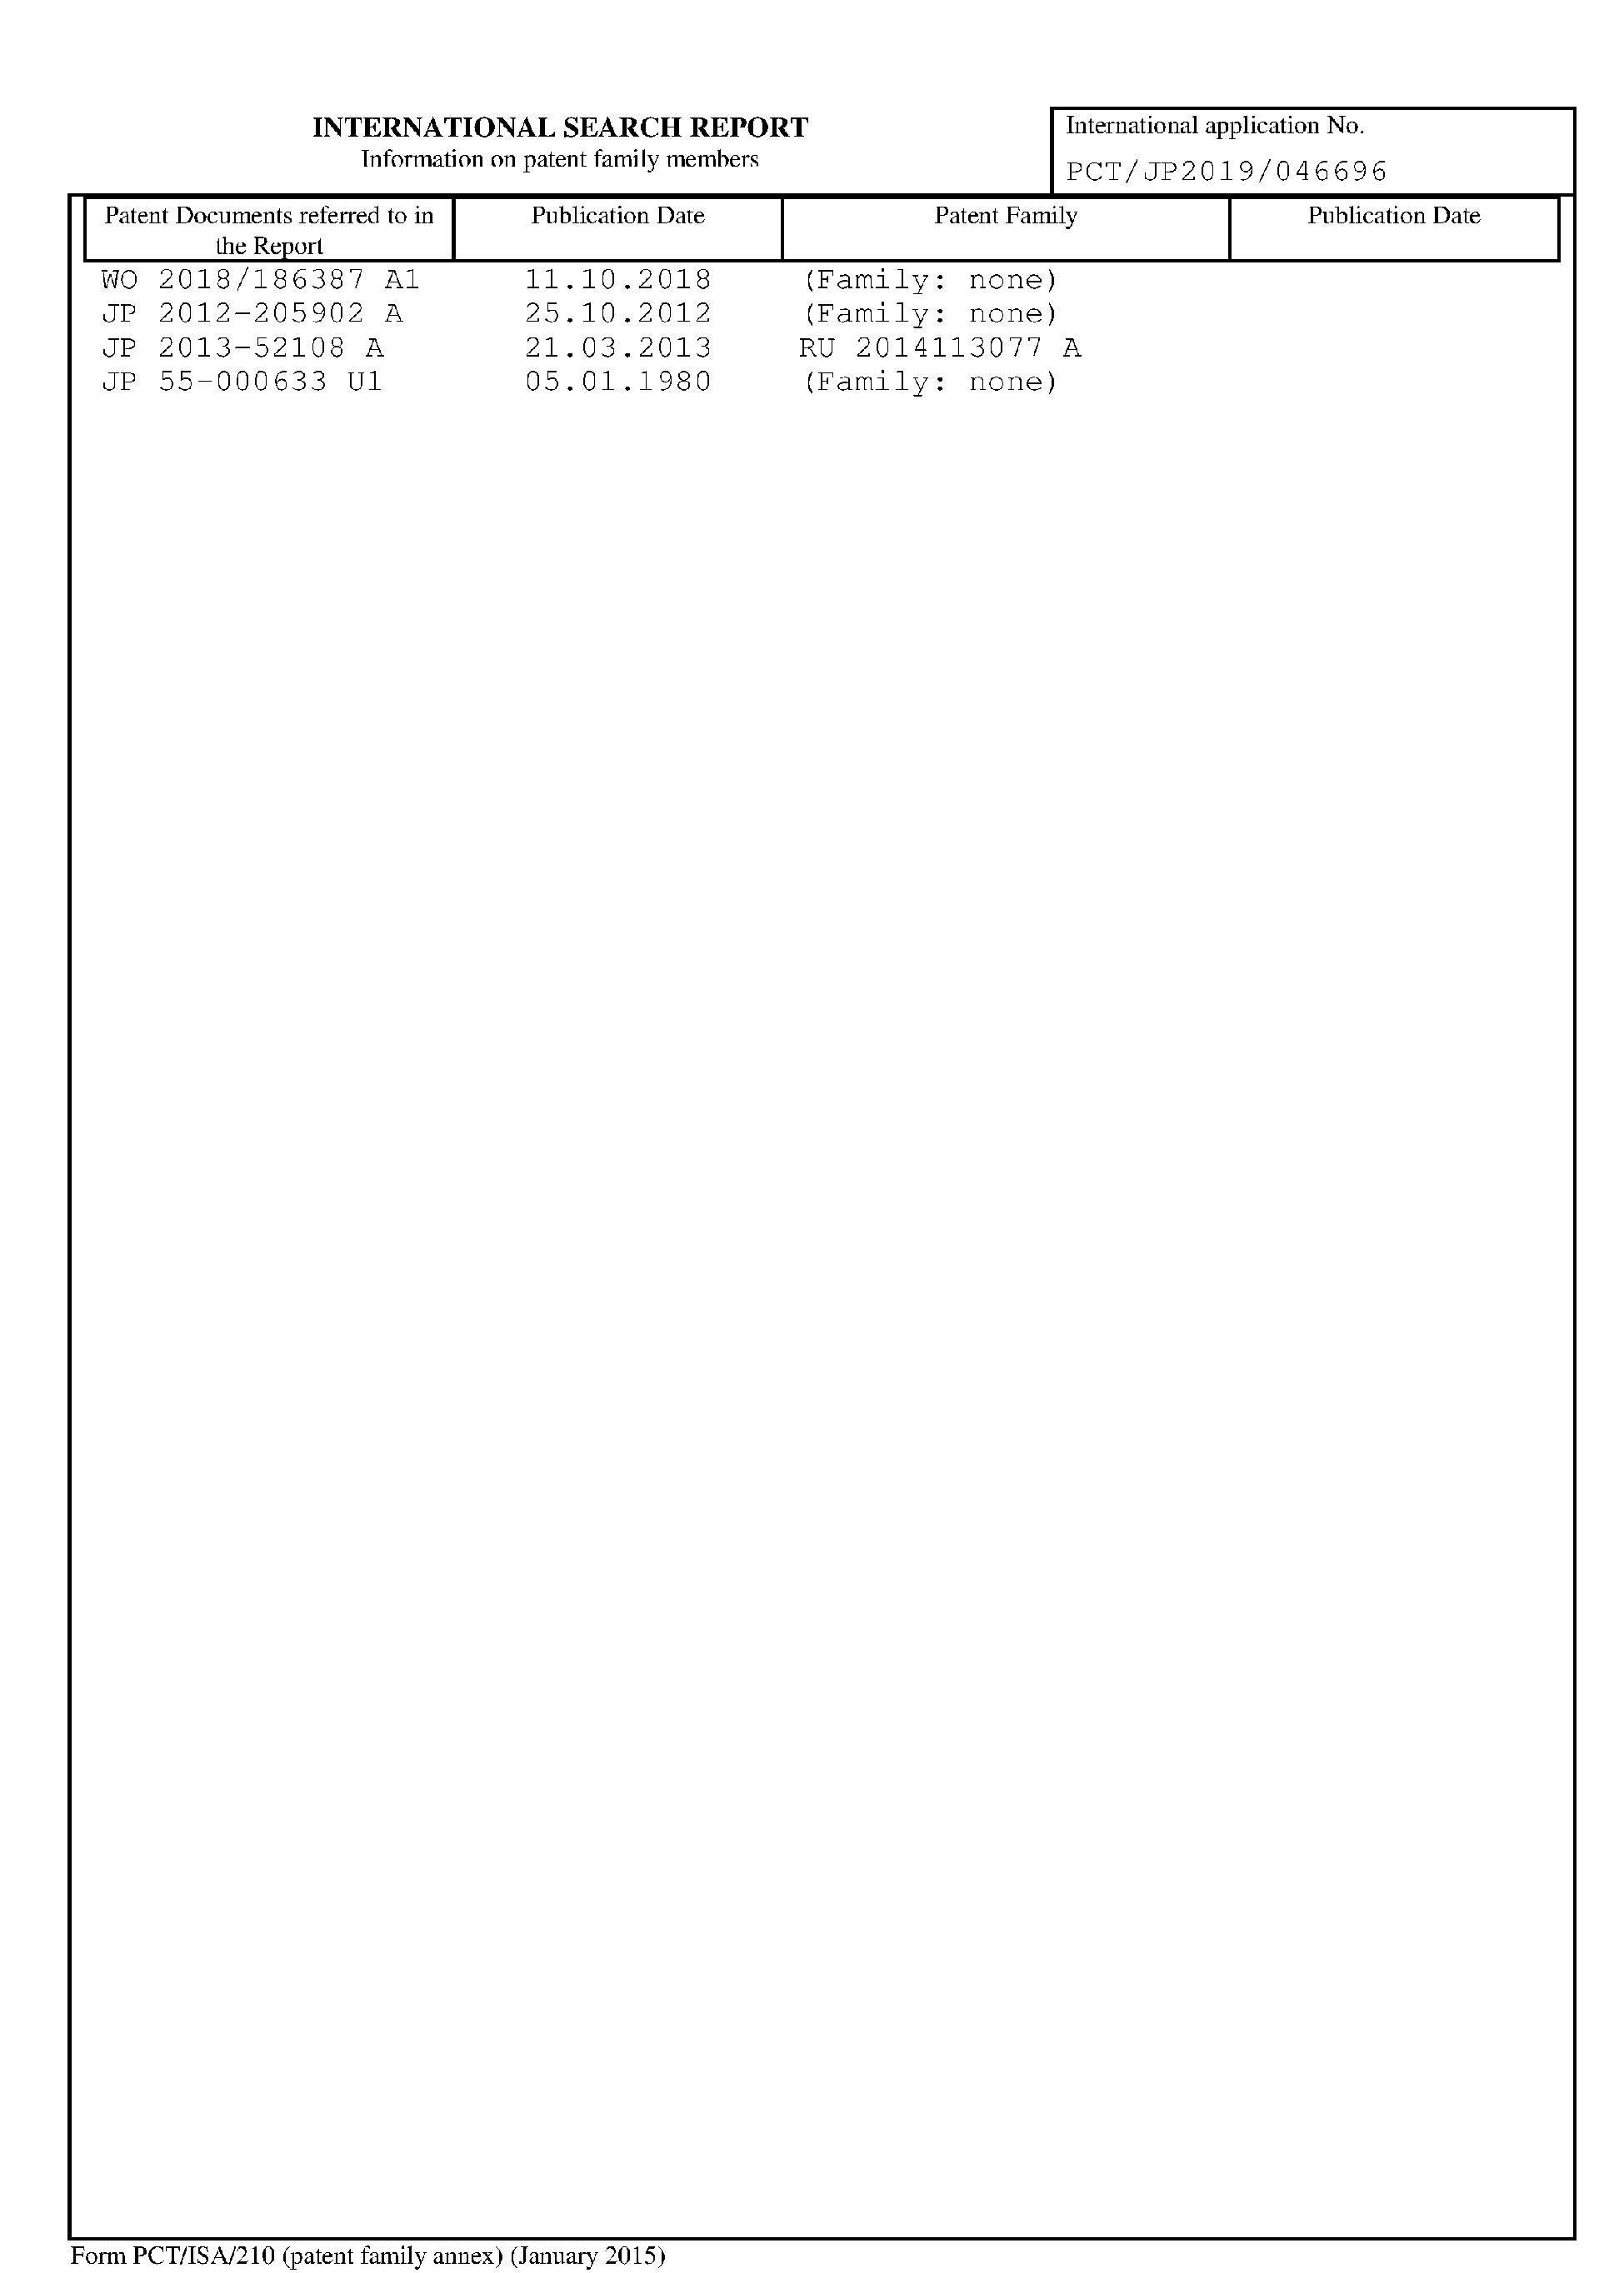 INTERNATIONAL SEARCH REPORT
Information on patent family members
International application No.
PCT/JP2019/046696
Patent Documents referred to in the Report
Publication Date
Patent Family
Publication Date
WO 2018/186387 A1 11.10.2018 (Family: none)
JP 2012-205902 A 25.10.2012 (Family: none)
JP 2013-52108 A 21.03.2013 RU 2014113077 A
JP 55-000633 U1 05.01.1980 (Family: none)
Form PCT/ISA/210 (patent family annex) (January 2015)